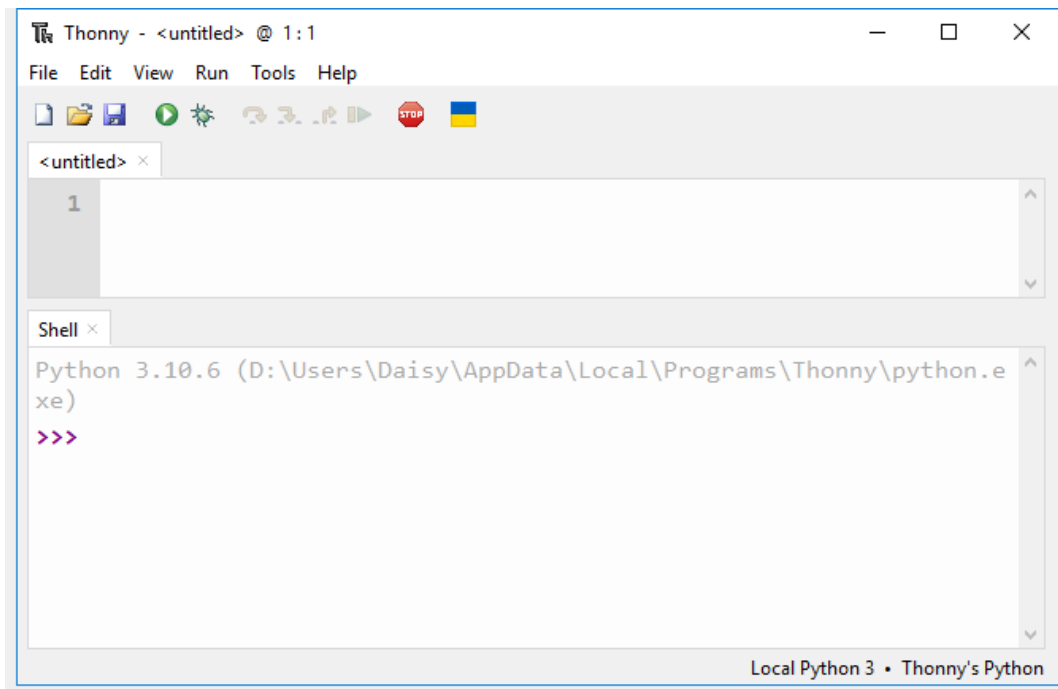 Thonny - <untitled> @ 1:1
File Edit View Run Tools Help
STOP
<untitled> ×
1
Shell ×
Python 3.10.6 (D:\Users\Daisy\AppData\Local\Programs\Thonny\python.e
xe)
>>>
Local Python 3 • Thonny's Python